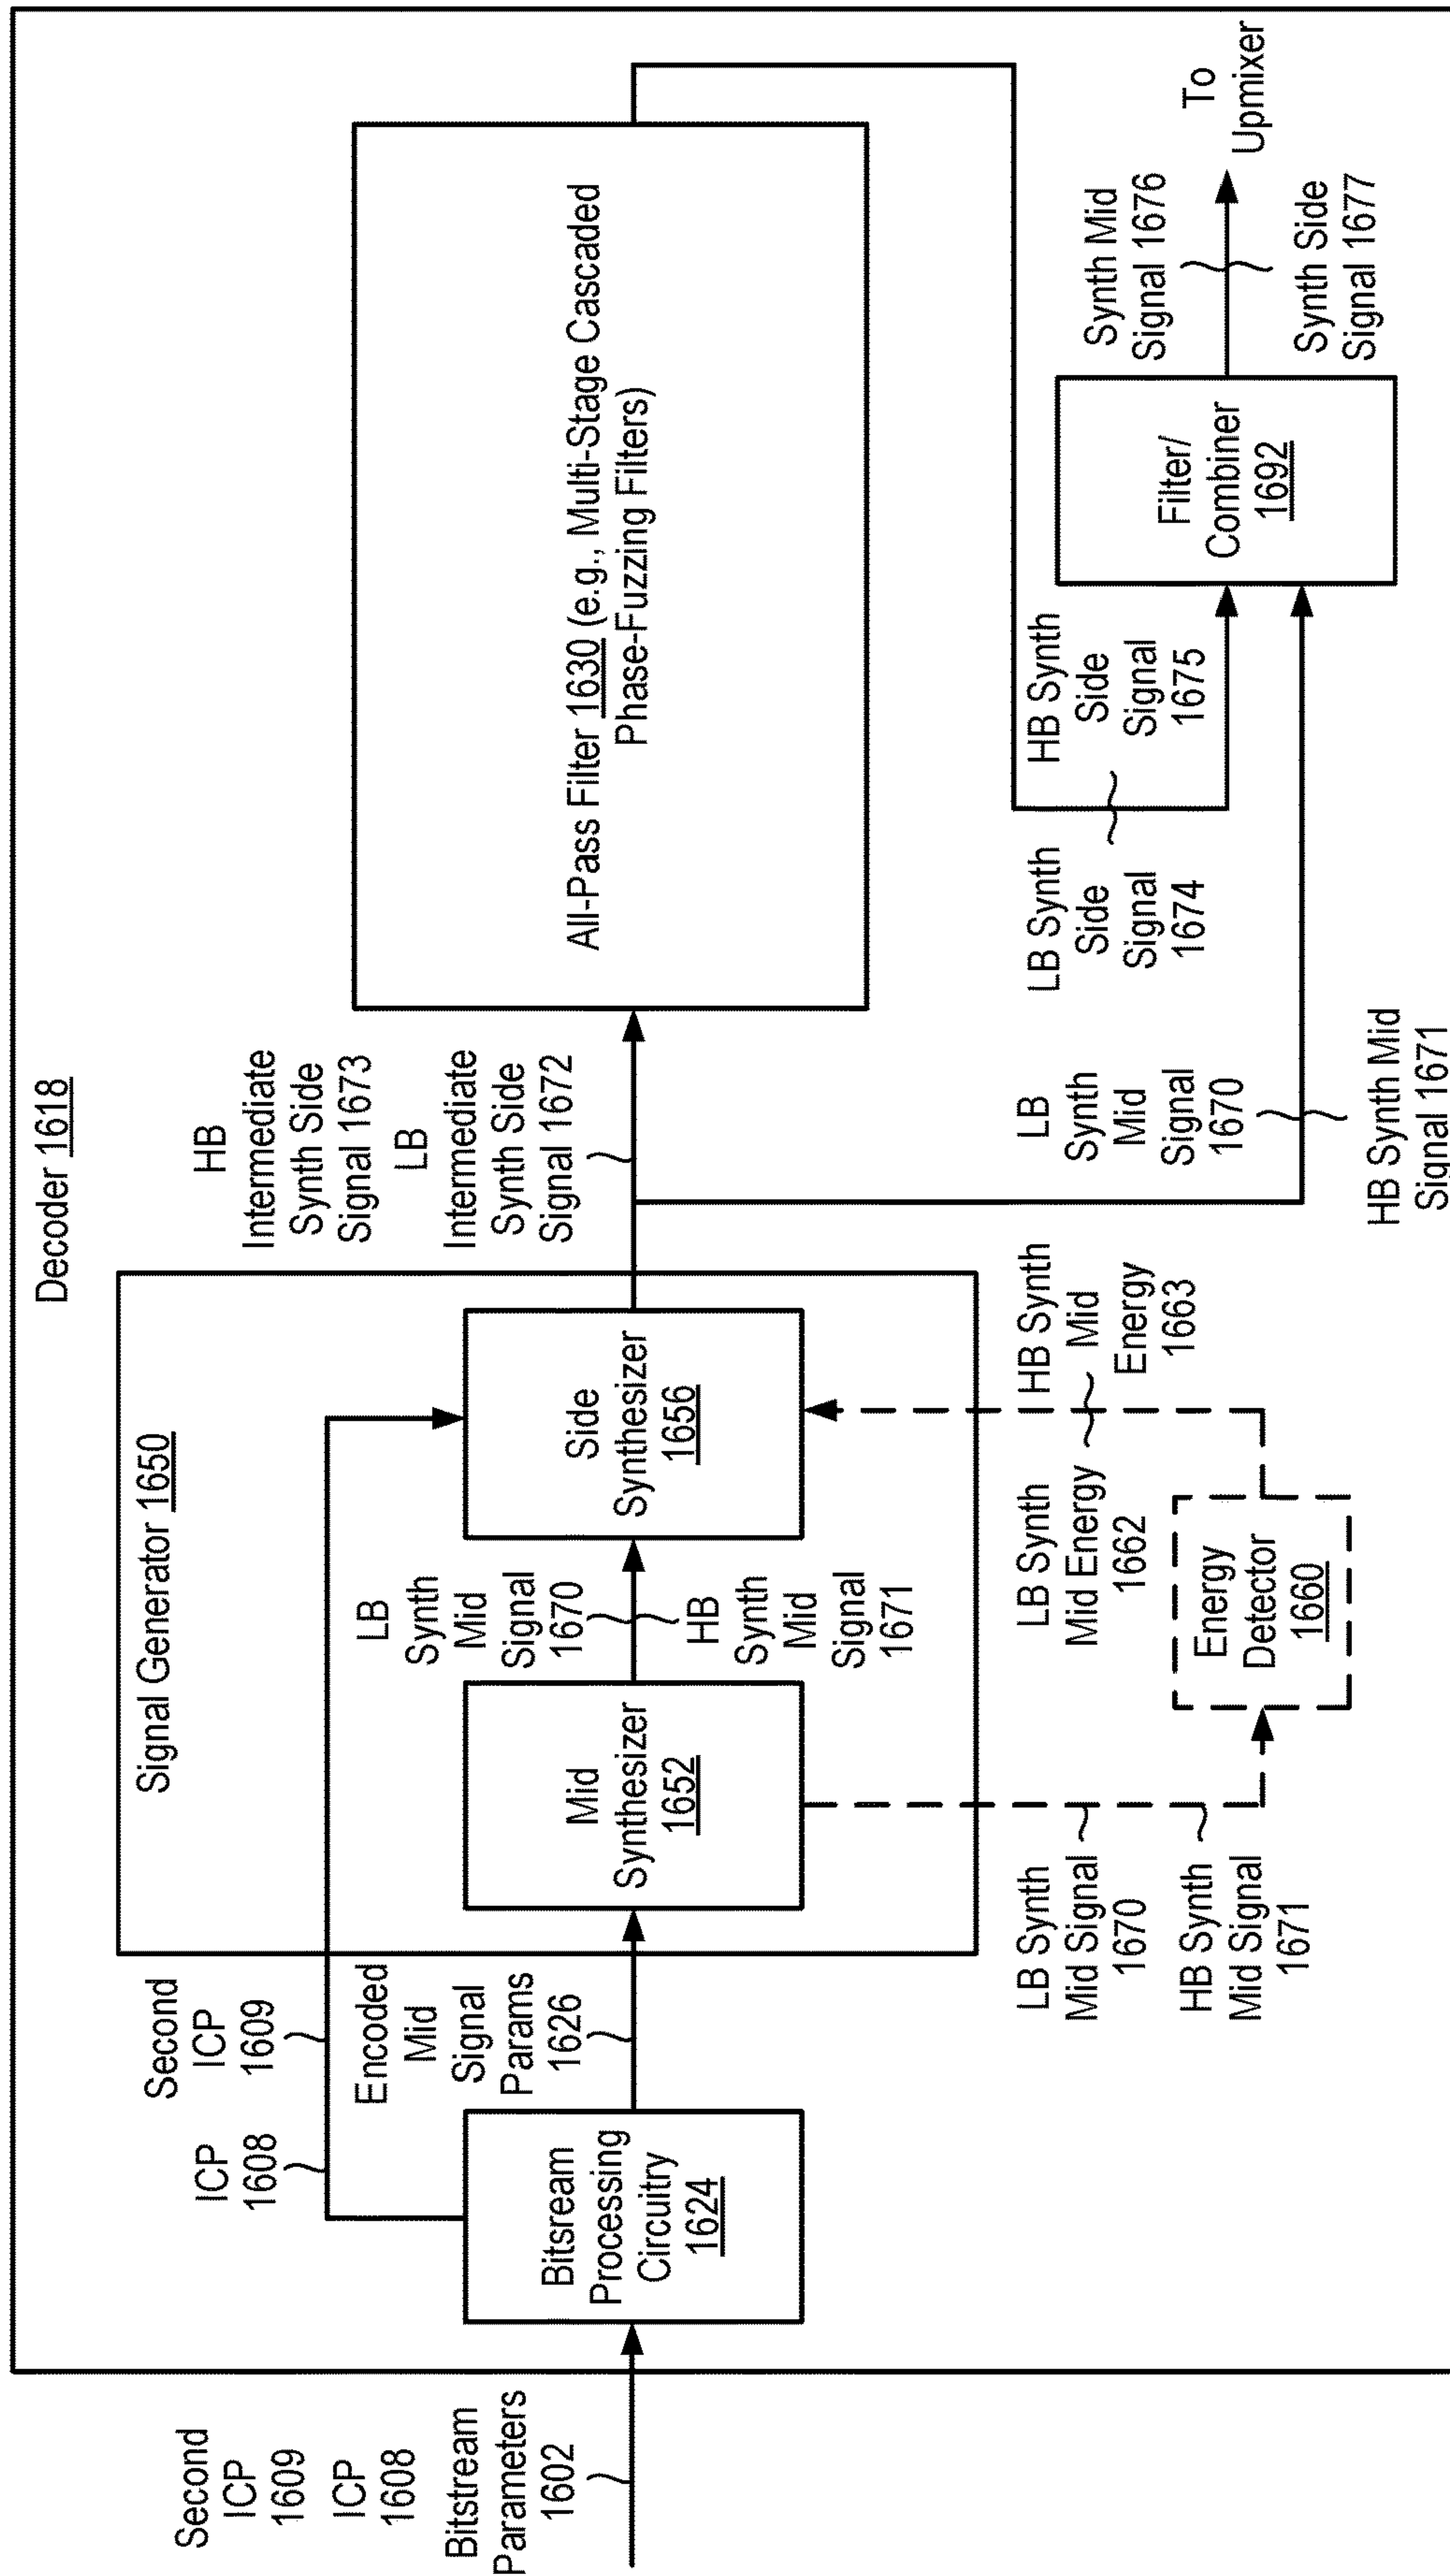 Decoder 1618
Second
ICP
1609
ICP
1608
Bitstream
Parameters
1602
Bitsream
Processing
Circuitry
1624
ICP
1608
Second
ICP
1609
Encoded
Mid
Signal
Params
1626
Signal Generator 1650
Mid
Synthesizer
1652
LB
Synth
Mid
Signal
1670
HB
Synth
Mid
Signal
1671
Side
Synthesizer
1656
LB Synth
Mid Signal
1670
HB Synth
Mid Signal
1671
Energy
Detector
1660
LB Synth
Mid Energy
1662
HB Synth
Mid
Energy
1663
HB
Intermediate
Synth Side
Signal 1673
LB
Intermediate
Synth Side
Signal 1672
All-Pass Filter 1630 (e.g., Multi-Stage Cascaded
Phase-Fuzzing Filters)
LB
Synth
Mid
Signal
1670
HB Synth Mid
Signal 1671
LB Synth
Side
Signal
1674
HB Synth
Side
Signal
1675
Filter/
Combiner
1692
Synth Mid
Signal 1676
Synth Side
Signal 1677
To
Upmixer